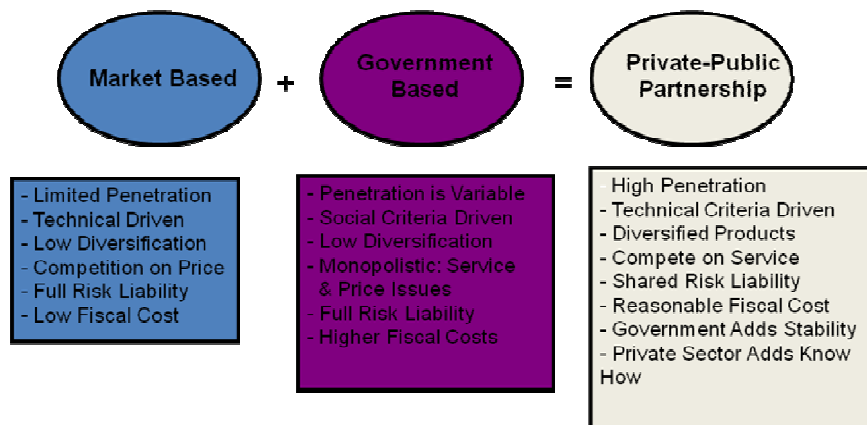 Market Based
+
Government
Based
=
Private-Public
Partnership
- Limited Penetration
- Technical Driven
- Low Diversification
- Competition on Price
- Full Risk Liability
- Low Fiscal Cost
- Penetration is Variable
- Social Criteria Driven
- Low Diversification
- Monopolistic: Service
& Price Issues
- Full Risk Liability
- Higher Fiscal Costs
- High Penetration
- Technical Criteria Driven
- Diversified Products
- Compete on Service
- Shared Risk Liability
- Reasonable Fiscal Cost
- Government Adds Stability
- Private Sector Adds Know
How